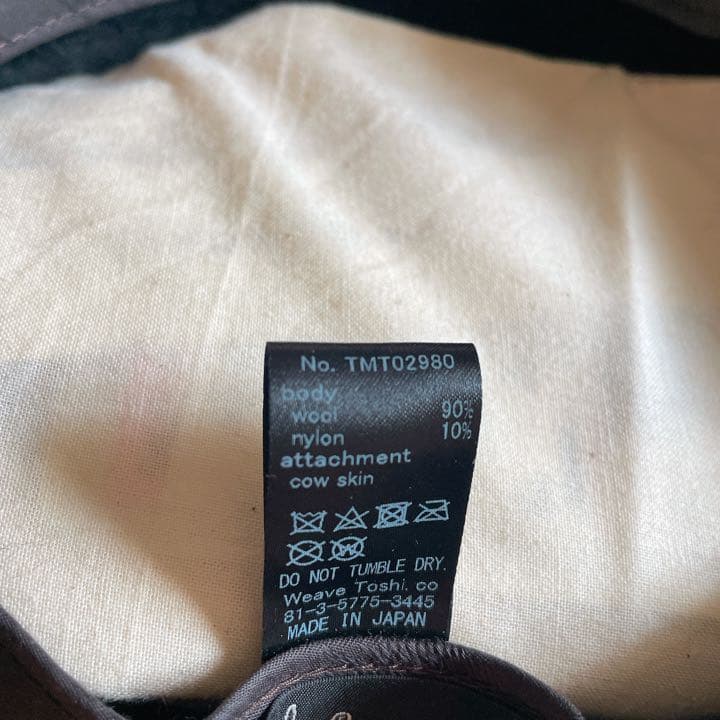 No. TMT02980
body
wool 90%
nylon 10%
attachment
cow skin
W
DO NOT TUMBLE DRY.
Weave Toshi. co
81-3-5775-3445
MADE IN JAPAN